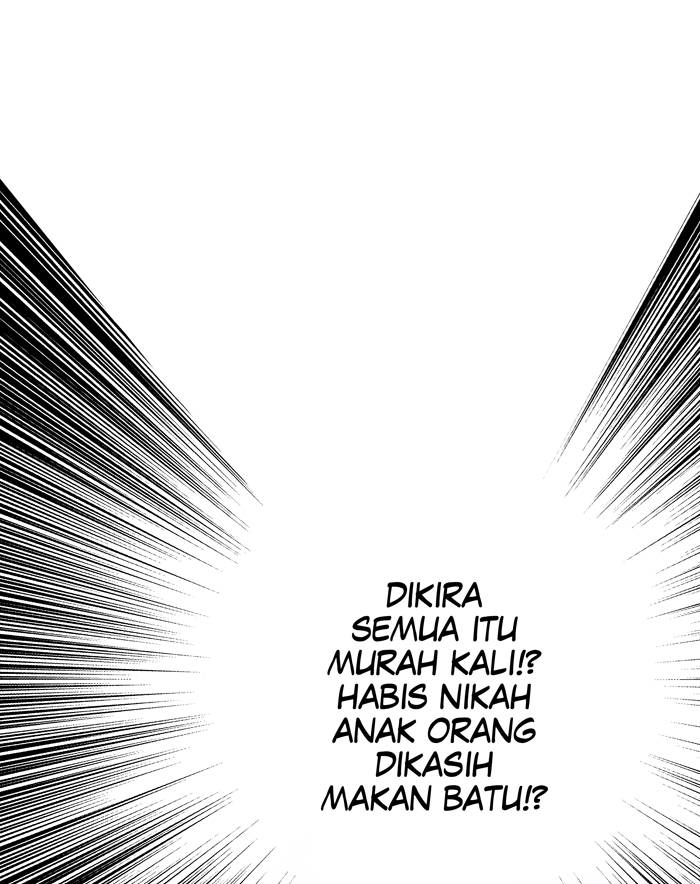 DIKIRA
SEMUA ITU
MURAH KALI!?
HABIS NIKAH
ANAK ORANG
DIKASIH
MAKAN BATU!?